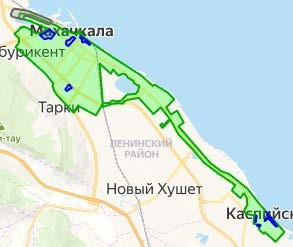 Махачкала
бурикент
Тарки
ЛЕНИНСКИЙ
РАЙОН
и-тау
Новый Хушет
Каспийск